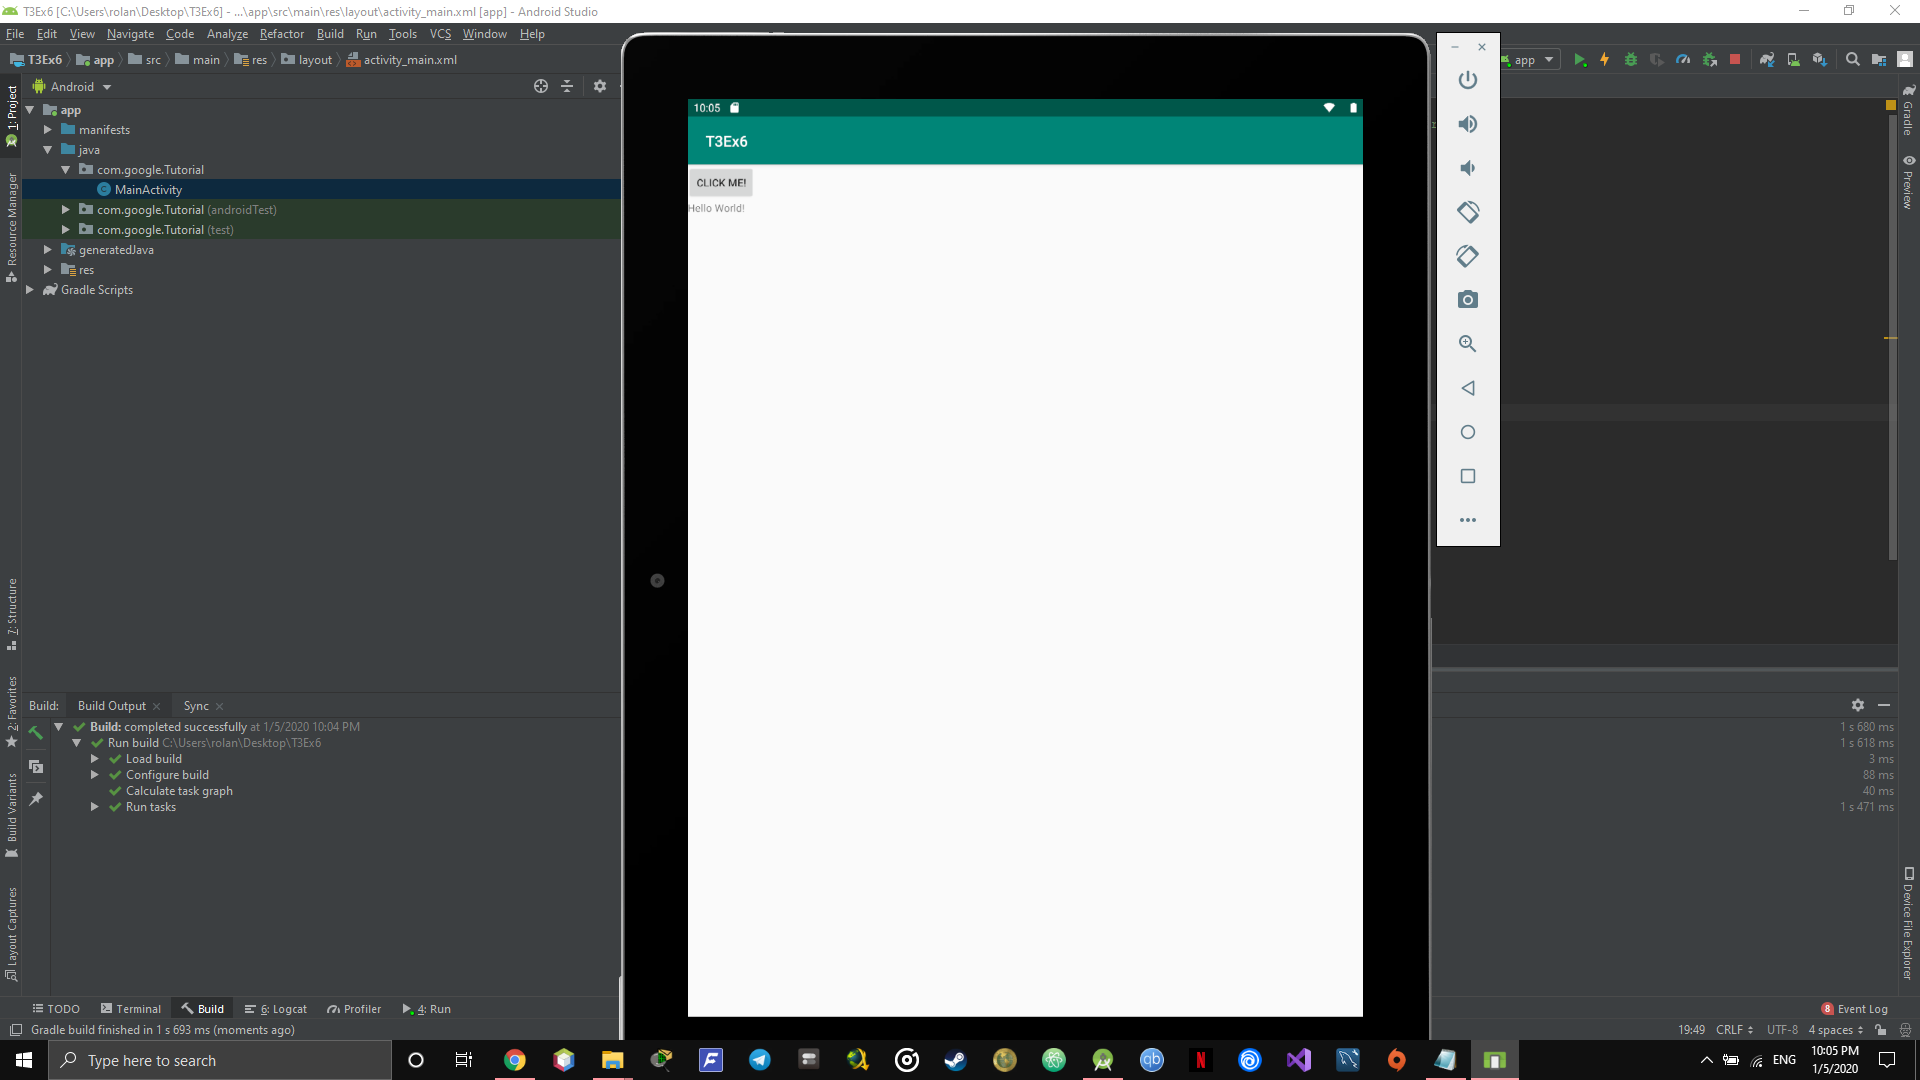 T3Ex6 [C:\Users\rolan\Desktop\T3Ex6] - ...\app\src\main\res\layout\activity_main.xml [app] - Android Studio
File Edit View Navigate Code Analyze Refactor Build Run Tools VCS Window Help
T3Ex6 app src main res layout activity_main.xml
app
Android
1: Project
Resource Manager
7: Structure
2: Favorites
Build Variants
Layout Captures
app
manifests
java
com.google.Tutorial
MainActivity
com.google.Tutorial (androidTest)
com.google.Tutorial (test)
generatedJava
res
Gradle Scripts
10:05
T3Ex6
CLICK ME!
Hello World!
Gradle
Preview
Device File Explorer
Build: Build Output Sync
Build: completed successfully at 1/5/2020 10:04 PM 1 s 680 ms
Run build C:\Users\rolan\Desktop\T3Ex6 1 s 618 ms
Load build 3 ms
Configure build 88 ms
Calculate task graph 40 ms
Run tasks 1 s 471 ms
TODO Terminal Build 6: Logcat Profiler 4: Run 8 Event Log
Gradle build finished in 1 s 693 ms (moments ago) 19:49 CRLF UTF-8 4 spaces
Type here to search
qb
N
ENG
10:05 PM
1/5/2020